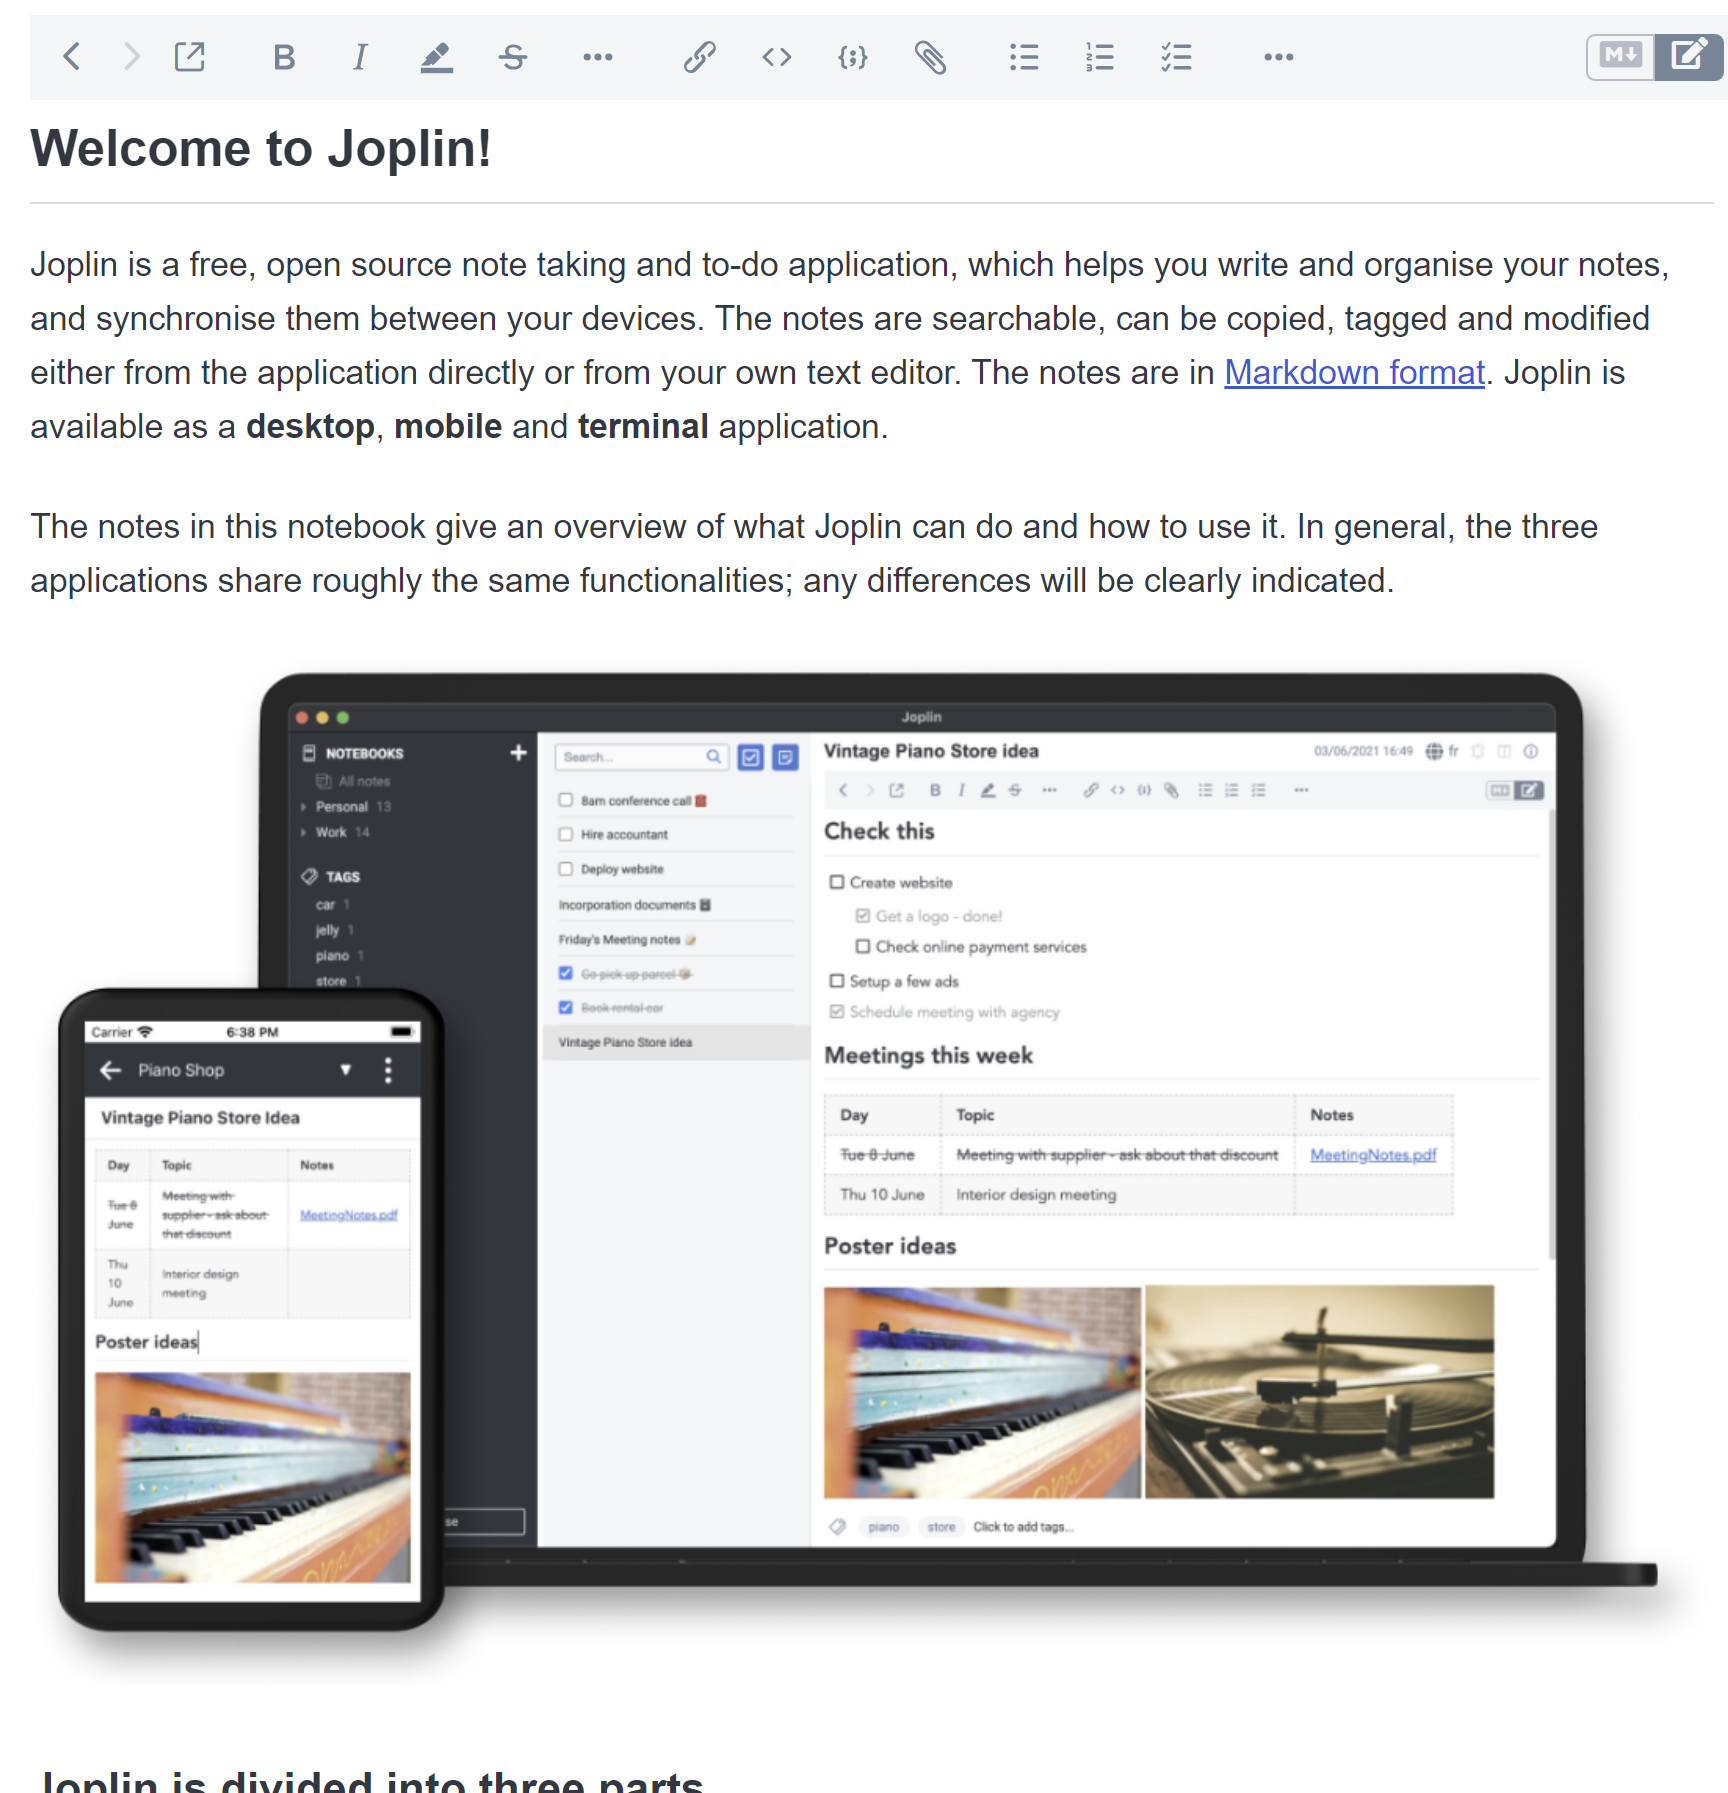 Welcome to Joplin!
Joplin is a free, open source note taking and to-do application, which helps you write and organise your notes,
and synchronise them between your devices. The notes are searchable, can be copied, tagged and modified
either from the application directly or from your own text editor. The notes are in Markdown format. Joplin is
available as a desktop, mobile and terminal application.
The notes in this notebook give an overview of what Joplin can do and how to use it. In general, the three
applications share roughly the same functionalities; any differences will be clearly indicated.
Joplin
NOTEBOOKS
All notes
Personal 13
Work 14
TAGS
car 1
jelly 1
piano 1
store 1
se
Search...
8am conference call
Hire accountant
Deploy website
Incorporation documents
Friday's Meeting notes
Go pick up parcel
Book rental car
Vintage Piano Store idea
Vintage Piano Store idea
03/06/2021 16:49 fr
Check this
Create website
Get a logo - done!
Check online payment services
Setup a few ads
Schedule meeting with agency
Meetings this week
Day Topic Notes
Tue 8 June Meeting with supplier - ask about that discount MeetingNotes.pdf
Thu 10 June Interior design meeting
Poster ideas
piano store Click to add tags...
Carrier 6:38 PM
Piano Shop
Vintage Piano Store Idea
Day Topic Notes
Tue 8
June
Meeting with
supplier - ask about
that discount
MeetingNotes.pdf
Thu
10
June
Interior design
meeting
Poster ideas
Joplin is divided into three parts